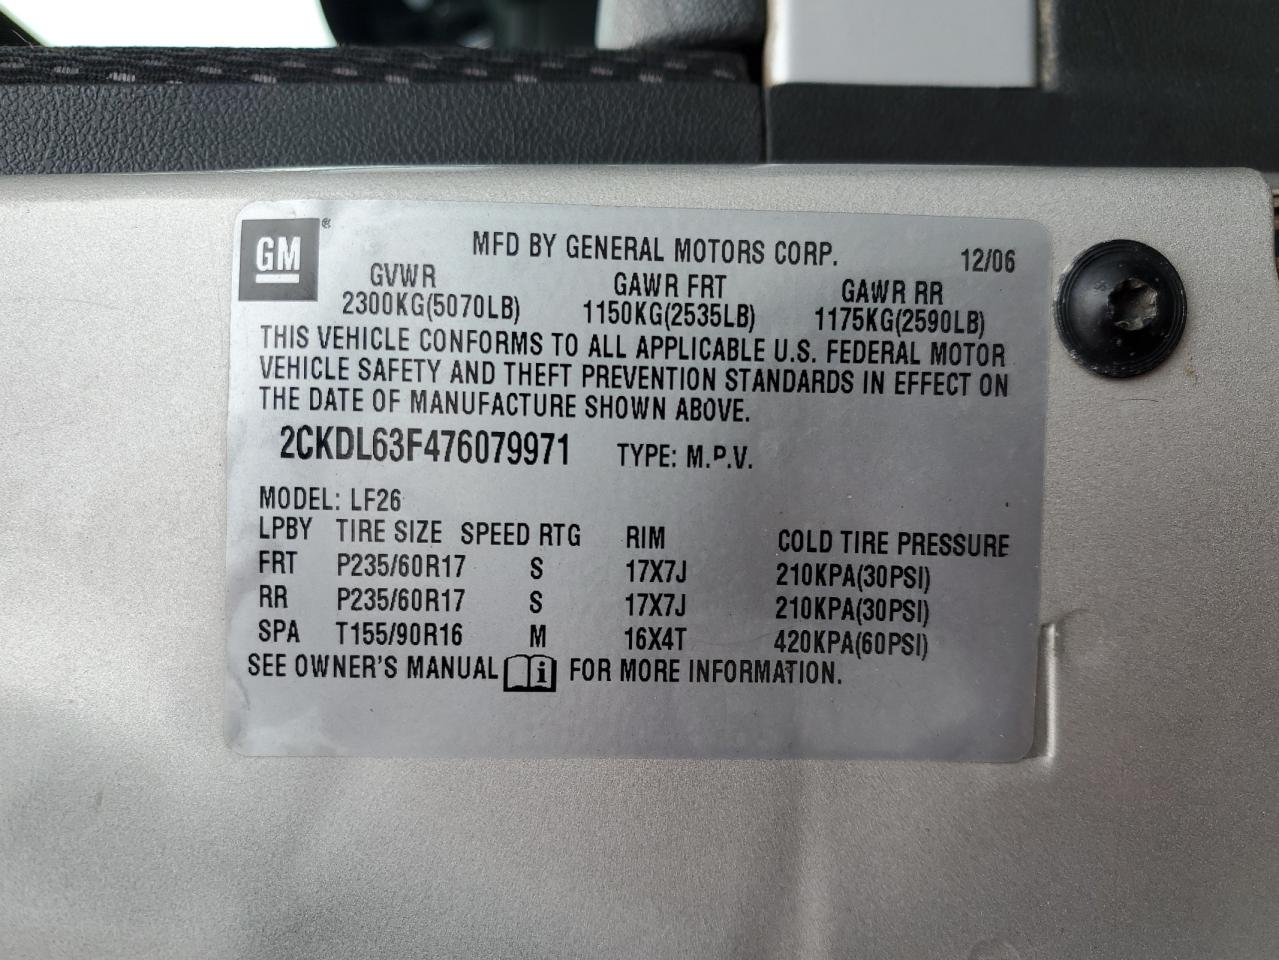 GM ®
MFD BY GENERAL MOTORS CORP. 12/06
GVWR GAWR FRT GAWR RR
2300KG(5070LB) 1150KG(2535LB) 1175KG(2590LB)
THIS VEHICLE CONFORMS TO ALL APPLICABLE U.S. FEDERAL MOTOR
VEHICLE SAFETY AND THEFT PREVENTION STANDARDS IN EFFECT ON
THE DATE OF MANUFACTURE SHOWN ABOVE.
2CKDL63F476079971 TYPE: M.P.V.
MODEL: LF26
LPBY TIRE SIZE SPEED RTG RIM COLD TIRE PRESSURE
FRT P235/60R17 S 17X7J 210KPA(30PSI)
RR P235/60R17 S 17X7J 210KPA(30PSI)
SPA T155/90R16 M 16X4T 420KPA(60PSI)
SEE OWNER'S MANUAL i FOR MORE INFORMATION.